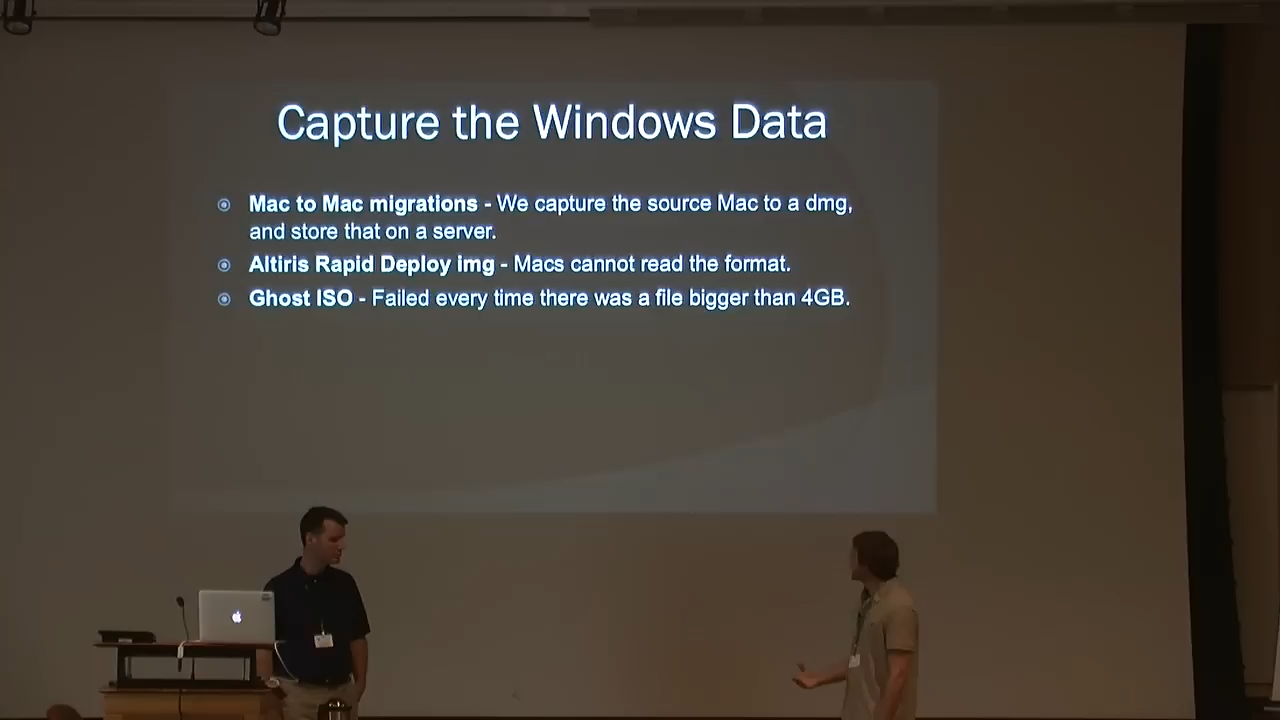 Capture the Windows Data
Mac to Mac migrations - We capture the source Mac to a dmg,
and store that on a server.
Altiris Rapid Deploy img - Macs cannot read the format.
Ghost ISO - Failed every time there was a file bigger than 4GB.